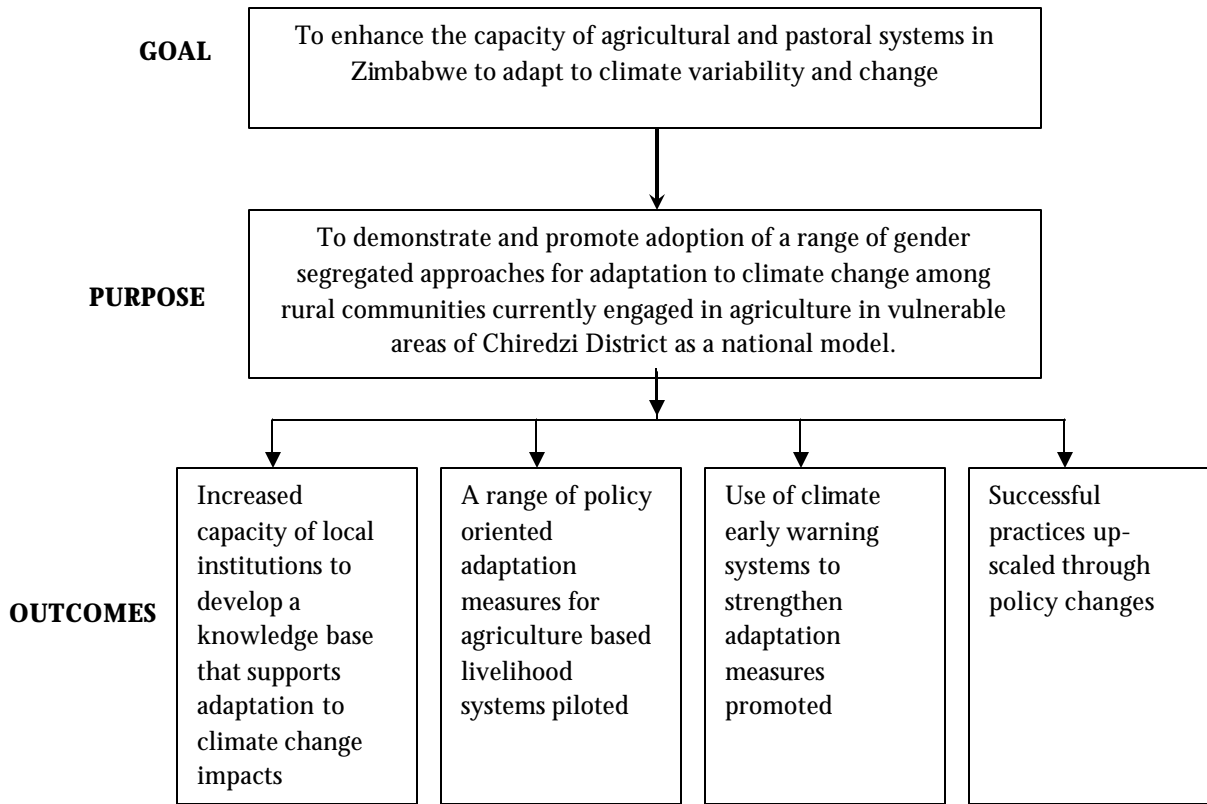 GOAL
To enhance the capacity of agricultural and pastoral systems in
Zimbabwe to adapt to climate variability and change
PURPOSE
To demonstrate and promote adoption of a range of gender
segregated approaches for adaptation to climate change among
rural communities currently engaged in agriculture in vulnerable
areas of Chiredzi District as a national model.
OUTCOMES
Increased
capacity of local
institutions to
develop a
knowledge base
that supports
adaptation to
climate change
impacts
A range of policy
oriented
adaptation
measures for
agriculture based
livelihood
systems piloted
Use of climate
early warning
systems to
strengthen
adaptation
measures
promoted
Successful
practices up-
scaled through
policy changes